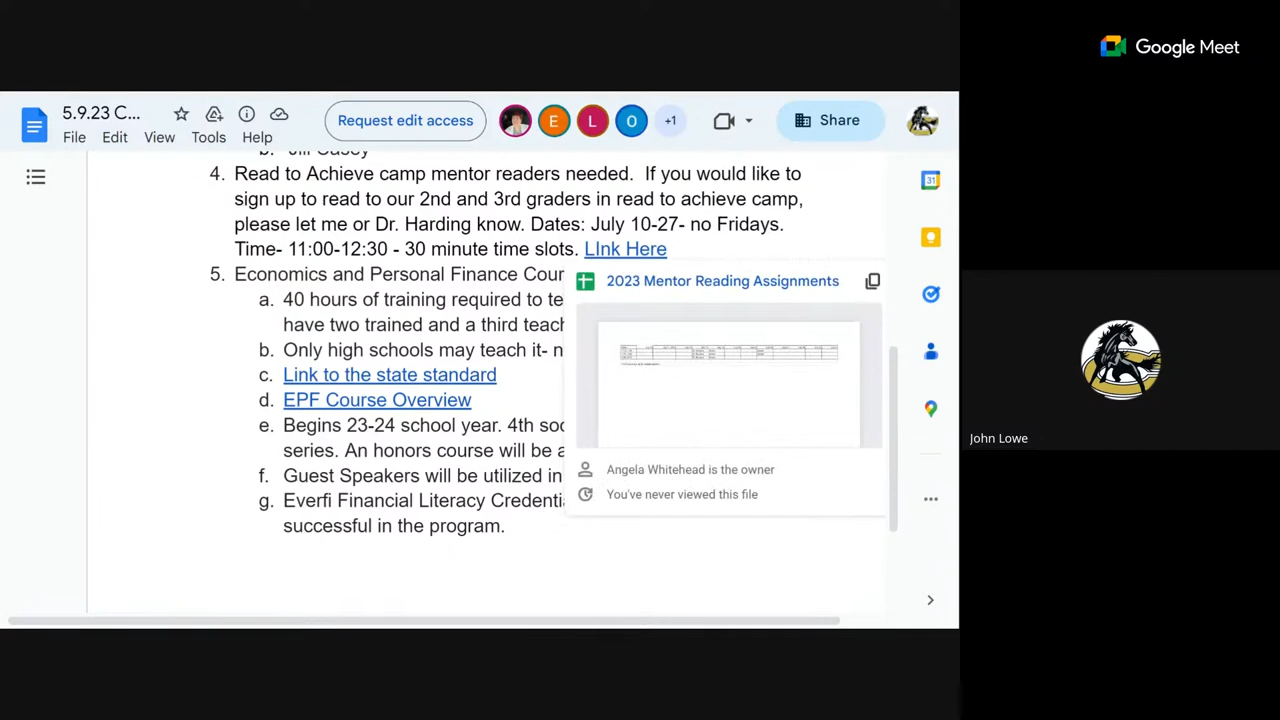 Google Meet
5.9.23 C...
File Edit View Tools Help
Request edit access
E L O +1
Share
4. Read to Achieve camp mentor readers needed. If you would like to
sign up to read to our 2nd and 3rd graders in read to achieve camp,
please let me or Dr. Harding know. Dates: July 10-27- no Fridays.
Time- 11:00-12:30 - 30 minute time slots. LInk Here
5. Economics and Personal Finance Cour
a. 40 hours of training required to te
have two trained and a third teach
b. Only high schools may teach it- n
c. Link to the state standard
d. EPF Course Overview
e. Begins 23-24 school year. 4th soc
series. An honors course will be a
f. Guest Speakers will be utilized in
g. Everfi Financial Literacy Credentia
successful in the program.
2023 Mentor Reading Assignments
Angela Whitehead is the owner
You've never viewed this file
31
John Lowe